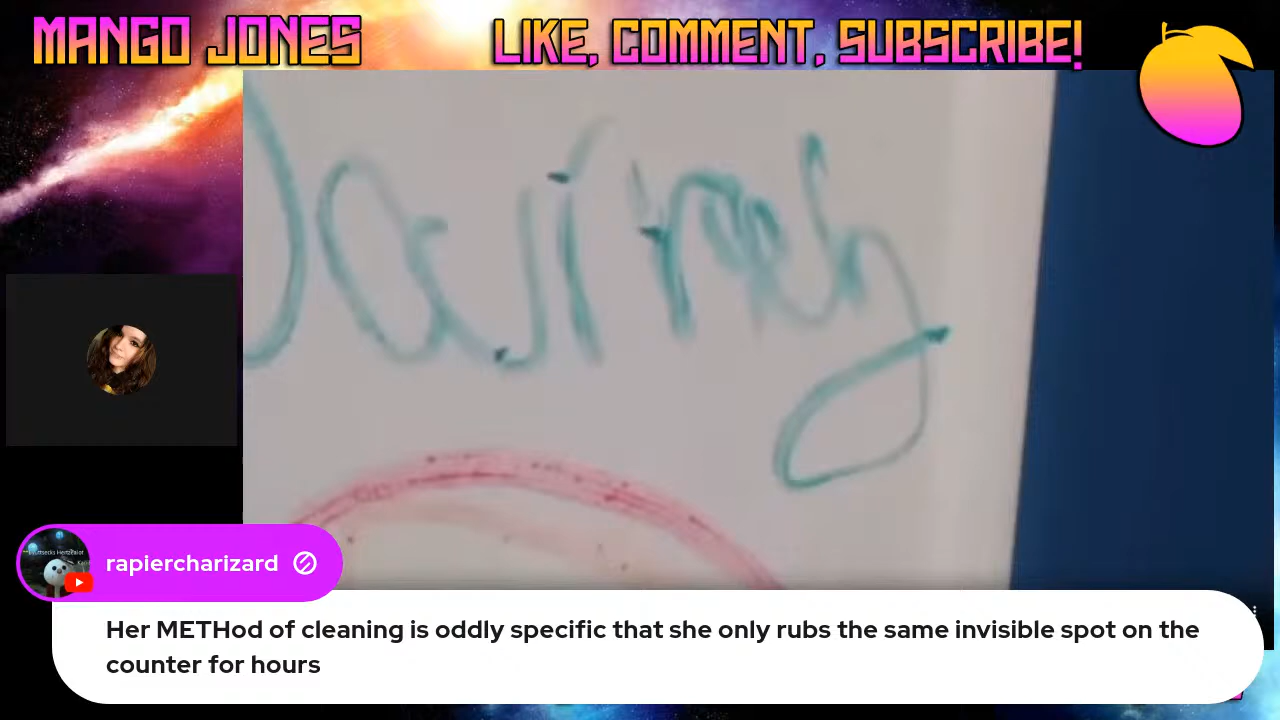 MANGO JONES
LIKE, COMMENT, SUBSCRIBE!
rapiercharizard
Her METHod of cleaning is oddly specific that she only rubs the same invisible spot on the
counter for hours